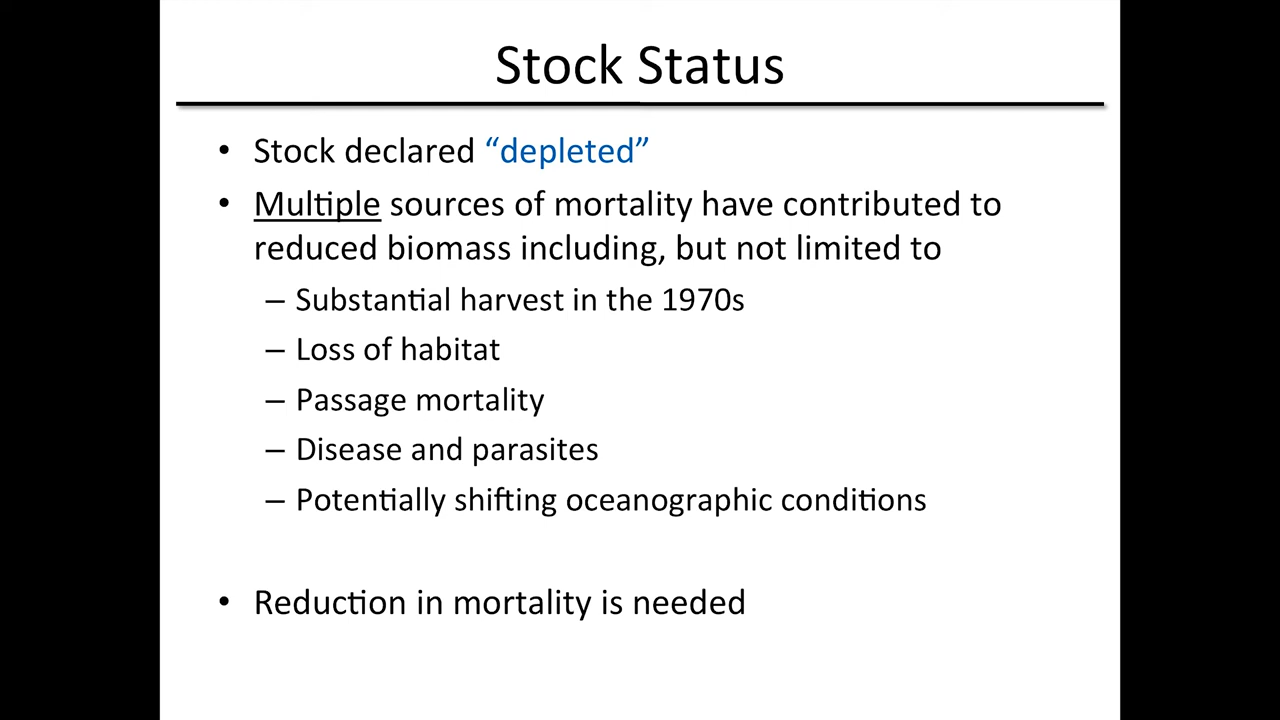 Stock Status
• Stock declared “depleted”
• Multiple sources of mortality have contributed to
reduced biomass including, but not limited to
– Substantial harvest in the 1970s
– Loss of habitat
– Passage mortality
– Disease and parasites
– Potentially shifting oceanographic conditions
• Reduction in mortality is needed